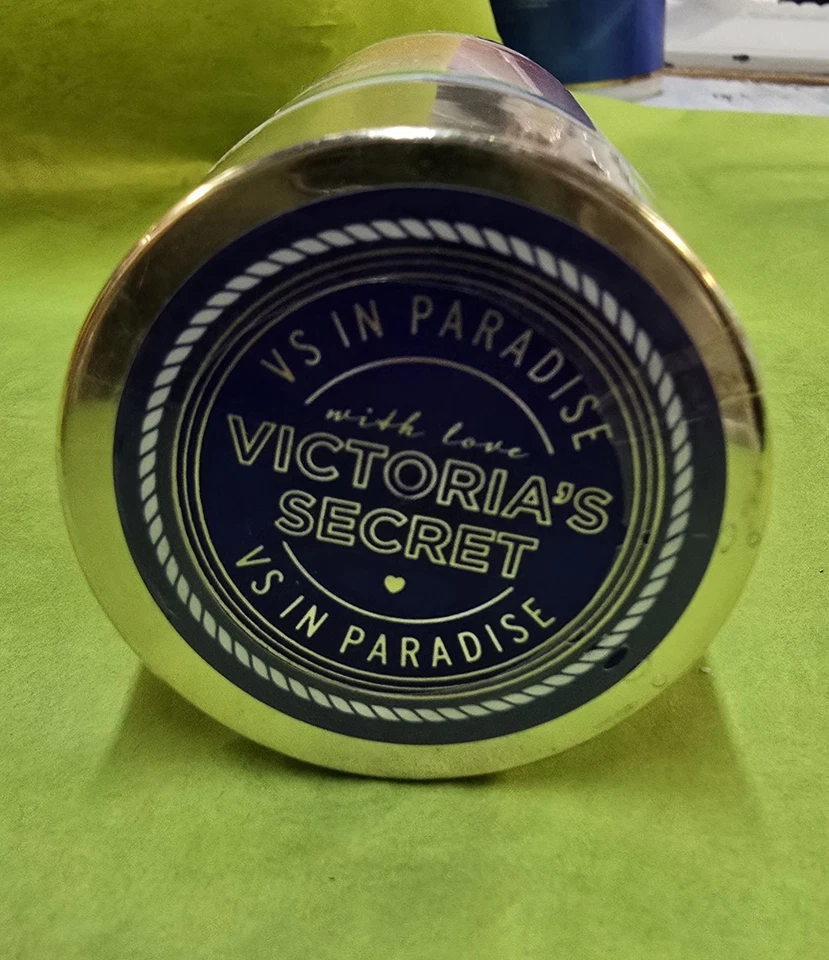 VS IN PARADISE
with love
VICTORIA'S
SECRET
VS IN PARADISE